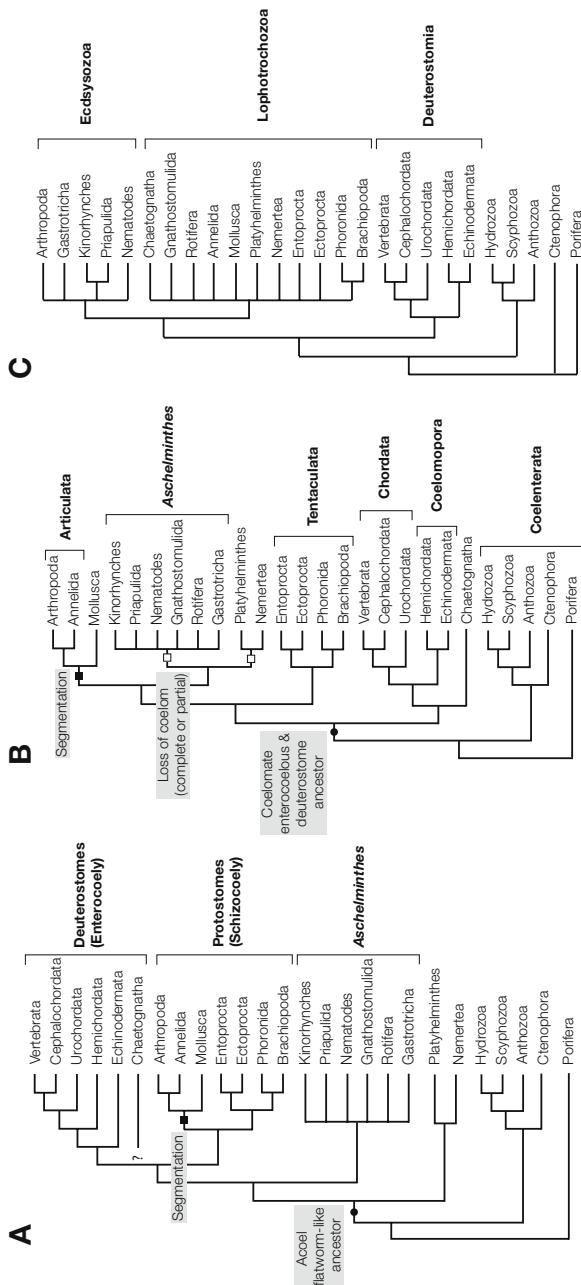 A
Vertebrata
Cephalochordata
Urochordata
Hemichordata
Echinodermata
Chaetognatha
Deuterostomes
(Enterocoely)
?
Arthropoda
Annelida
Mollusca
Entoprocta
Ectoprocta
Phoronida
Brachiopoda
Protostomes
(Schizocoely)
Segmentation
Kinorhynches
Priapulida
Nematodes
Gnathostomulida
Rotifera
Gastrotricha
Aschelminthes
Platyhelminthes
Nemertea
Acoel
flatworm-like
ancestor
Hydrozoa
Scyphozoa
Anthozoa
Ctenophora
Porifera
B
Arthropoda
Annelida
Mollusca
Articulata
Segmentation
Kinorhynches
Priapulida
Nematodes
Gnathostomulida
Rotifera
Gastrotricha
Aschelminthes
Loss of coelom
(complete or partial)
Platyhelminthes
Nemertea
Entoprocta
Ectoprocta
Phoronida
Brachiopoda
Tentaculata
Coelomate
enterocoelous &
deuterostome
ancestor
Vertebrata
Cephalochordata
Urochordata
Chordata
Hemichordata
Echinodermata
Coelomopora
Chaetognatha
Hydrozoa
Scyphozoa
Anthozoa
Ctenophora
Coelenterata
Porifera
C
Arthropoda
Gastrotricha
Kinorhynches
Priapulida
Nematodes
Ecdsysozoa
Chaetognatha
Gnathostomulida
Rotifera
Annelida
Mollusca
Platyhelminthes
Nemertea
Entoprocta
Ectoprocta
Phoronida
Brachiopoda
Lophotrochozoa
Vertebrata
Cephalochordata
Urochordata
Hemichordata
Echinodermata
Deuterostomia
Hydrozoa
Scyphozoa
Anthozoa
Ctenophora
Porifera